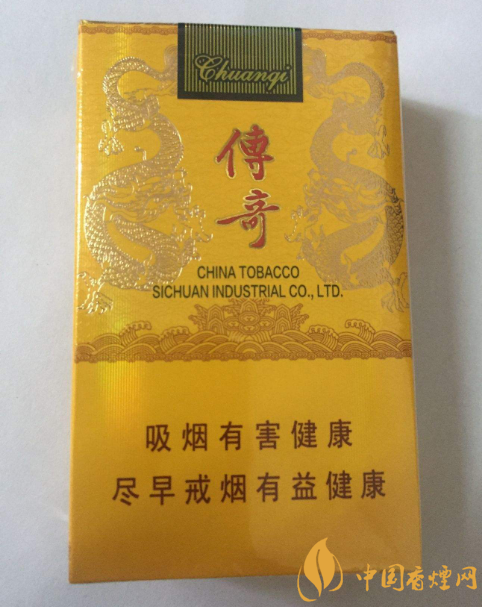 Chuanqi
傳奇
CHINA TOBACCO
SICHUAN INDUSTRIAL CO., LTD.
吸烟有害健康
尽早戒烟有益健康
中国香煙网